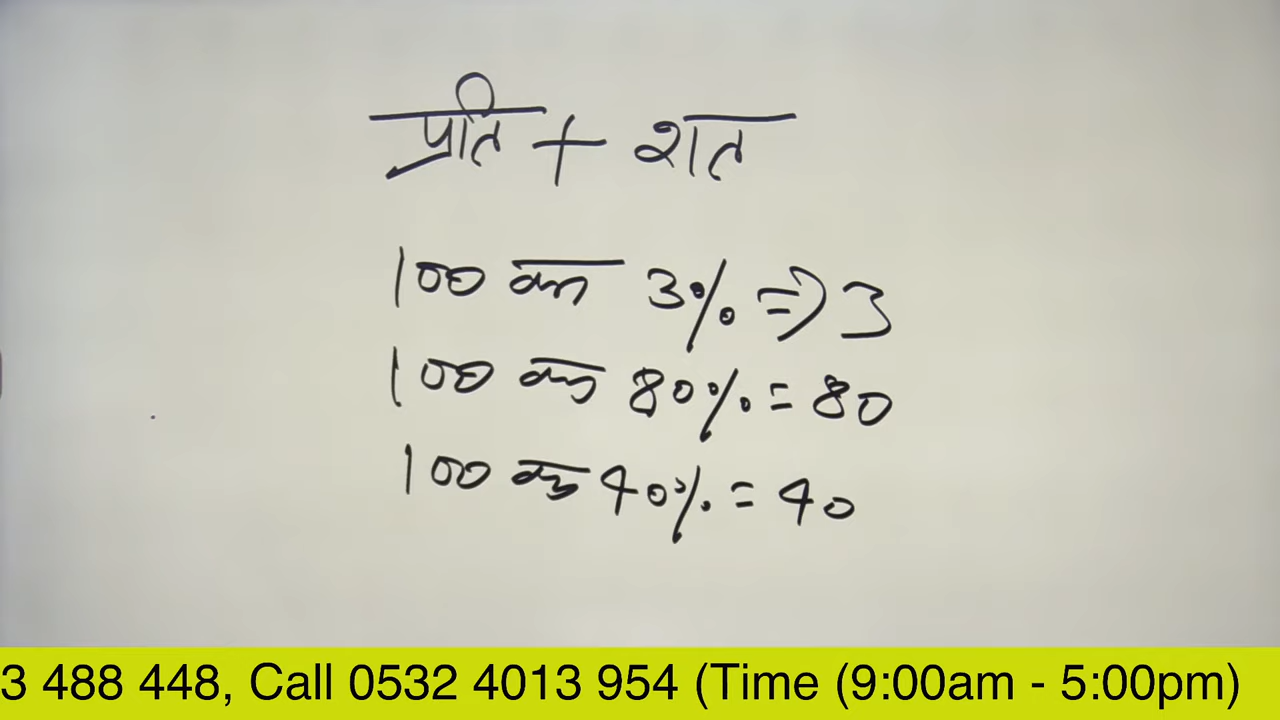 प्रति + शत
100 का 3% => 3
100 का 80% = 80
100 का 40% = 40
3 488 448, Call 0532 4013 954 (Time (9:00am - 5:00pm)